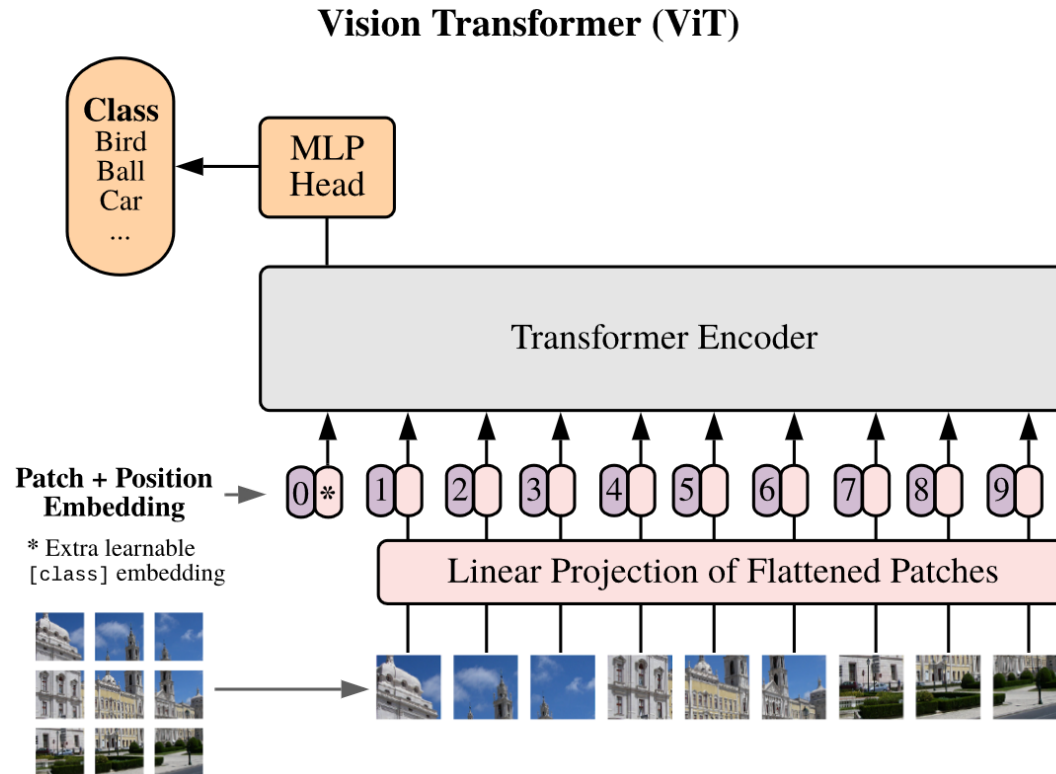 Vision Transformer (ViT)
Class
Bird
Ball
Car
...
MLP
Head
Transformer Encoder
Patch + Position
Embedding
0 * 1 2 3 4 5 6 7 8 9
* Extra learnable
[class] embedding
Linear Projection of Flattened Patches